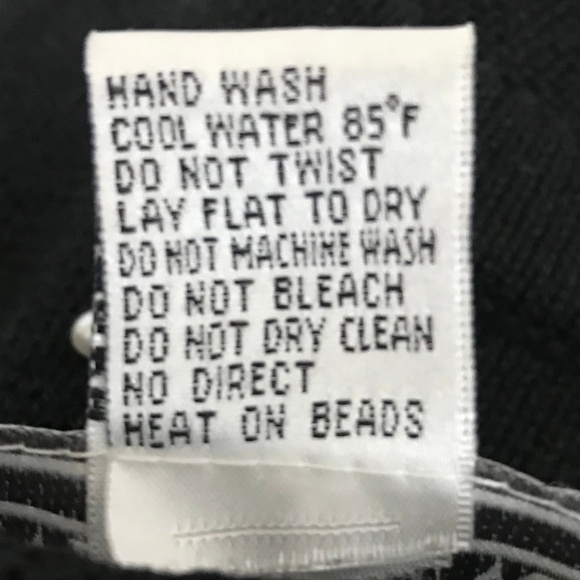 HAND WASH
COOL WATER 85°F
DO NOT TWIST
LAY FLAT TO DRY
DO NOT MACHINE WASH
DO NOT BLEACH
DO NOT DRY CLEAN
NO DIRECT
HEAT ON BEADS